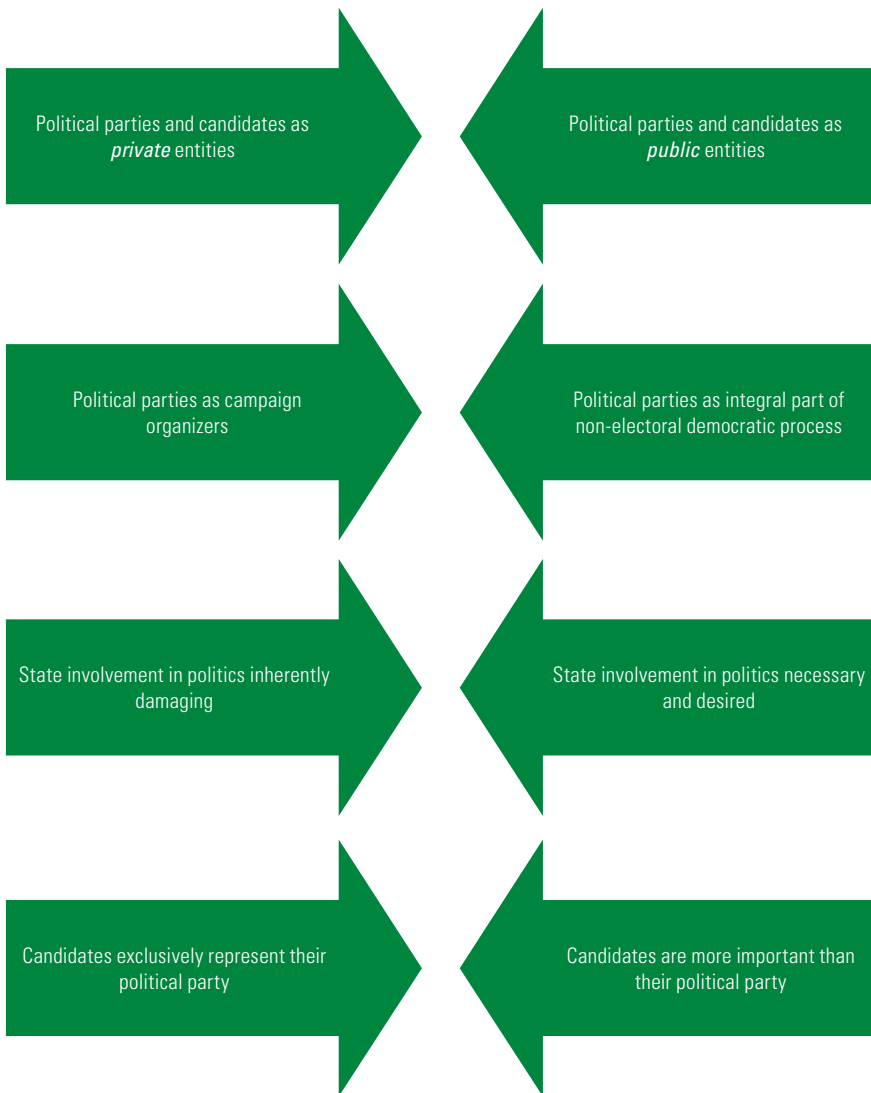 Political parties and candidates as
private entities
Political parties and candidates as
public entities
Political parties as campaign
organizers
Political parties as integral part of
non-electoral democratic process
State involvement in politics inherently
damaging
State involvement in politics necessary
and desired
Candidates exclusively represent their
political party
Candidates are more important than
their political party